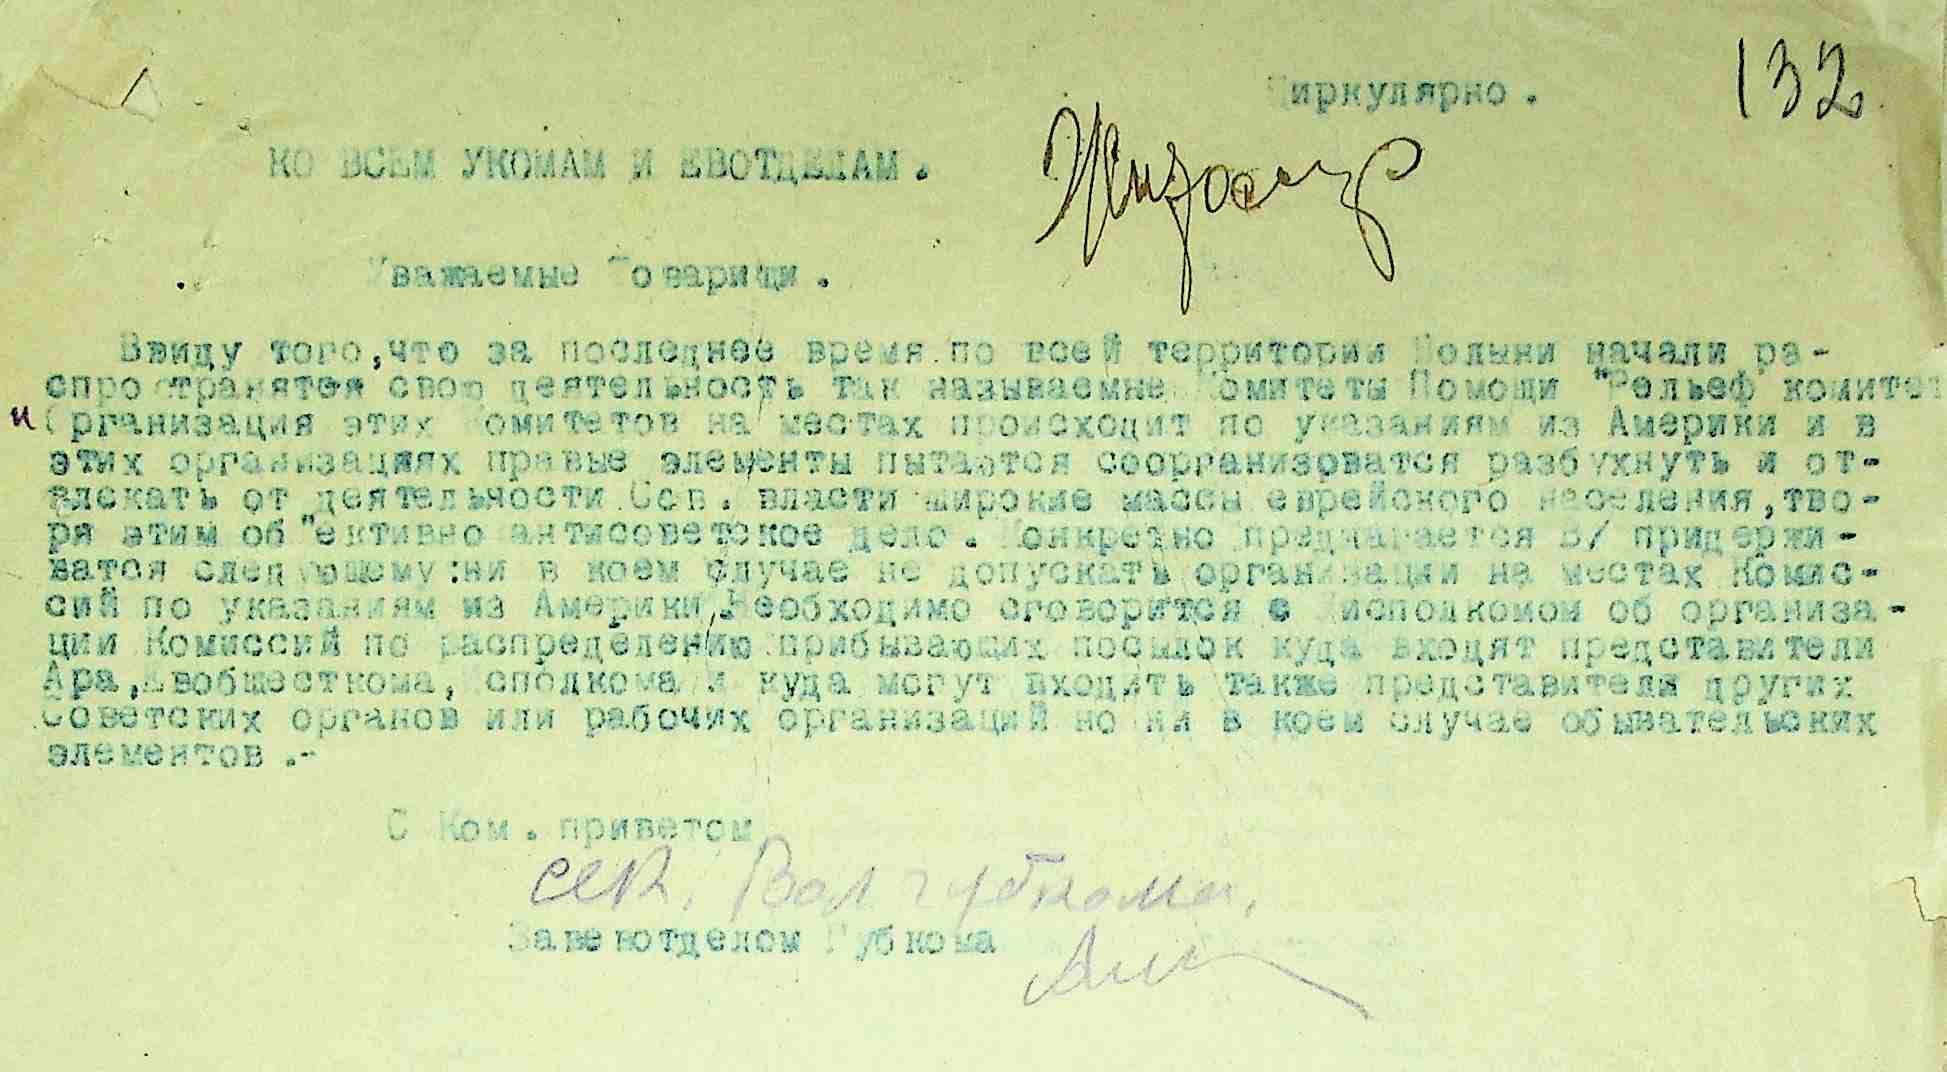 Циркулярно.
132
КО ВСЕМ УКОМАМ И ЕВОТДЕЛАМ.
Уважаемые Товарищи.
Ввиду того,что за последнее время по всей территории Волыни начали ра-
спространятся свою деятельность так называемые Комитеты Помощи "Рельеф комитет
и Организация этих Комитетов на местах происходит по указаниям из Америки и в
этих организациях правые элементы пытаются соорганизоватся разбухнуть и от-
влекать от деятельности Сов. власти широкие массы еврейского населения,тво-
ря этим об"ективно антисоветское дело. Конкретно предлагается В/ придержи-
ватся следующему:ни в коем случае не допускать организации на местах Комис-
сий по указаниям из Америки,Необходимо сговорится с Исполкомом об организа-
ции Комиссий по распределению прибывающих посылок куда входят представители
Ара,Евобщесткома, Исполкома и куда могут входить также представителя других
Советских органов или рабочих организаций но ни в коем случае обывательских
элементов.-
С Ком. приветом
сек. Волгубкома.
Завевотделом Губкома